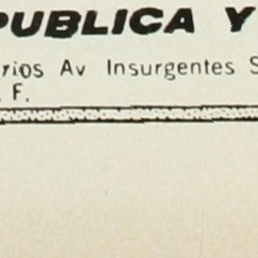 PUBLICA Y
rios Av Insurgentes S
. F.